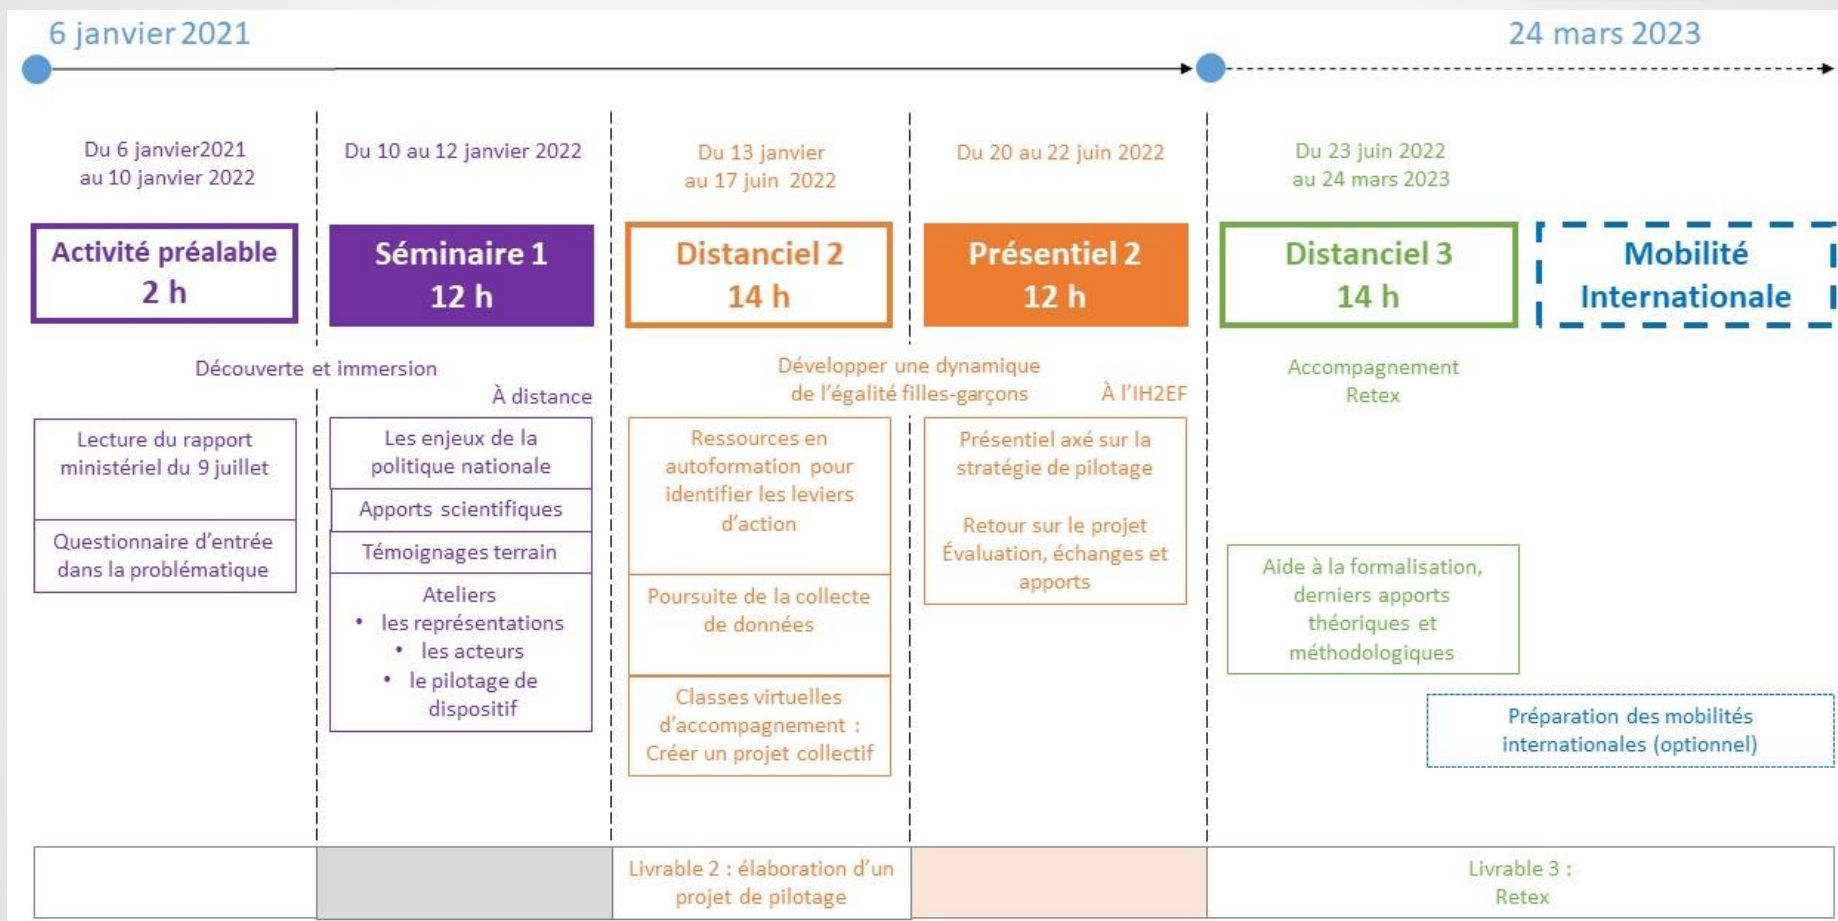 6 janvier 2021
24 mars 2023
Du 6 janvier2021
au 10 janvier 2022
Du 10 au 12 janvier 2022
Du 13 janvier
au 17 juin 2022
Du 20 au 22 juin 2022
Du 23 juin 2022
au 24 mars 2023
Activité préalable
2 h
Séminaire 1
12 h
Distanciel 2
14 h
Présentiel 2
12 h
Distanciel 3
14 h
Mobilité
Internationale
Découverte et immersion
À distance
Développer une dynamique
de l'égalité filles-garçons
À l'IH2EF
Accompagnement
Retex
Lecture du rapport
ministériel du 9 juillet
Questionnaire d'entrée
dans la problématique
Les enjeux de la
politique nationale
Apports scientifiques
Témoignages terrain
Ateliers
• les représentations
• les acteurs
• le pilotage de
dispositif
Ressources en
autoformation pour
identifier les leviers
d'action
Poursuite de la collecte
de données
Classes virtuelles
d'accompagnement :
Créer un projet collectif
Présentiel axé sur la
stratégie de pilotage
Retour sur le projet
Évaluation, échanges et
apports
Aide à la formalisation,
derniers apports
théoriques et
méthodologiques
Préparation des mobilités
internationales (optionnel)
Livrable 2 : élaboration d'un
projet de pilotage
Livrable 3 :
Retex